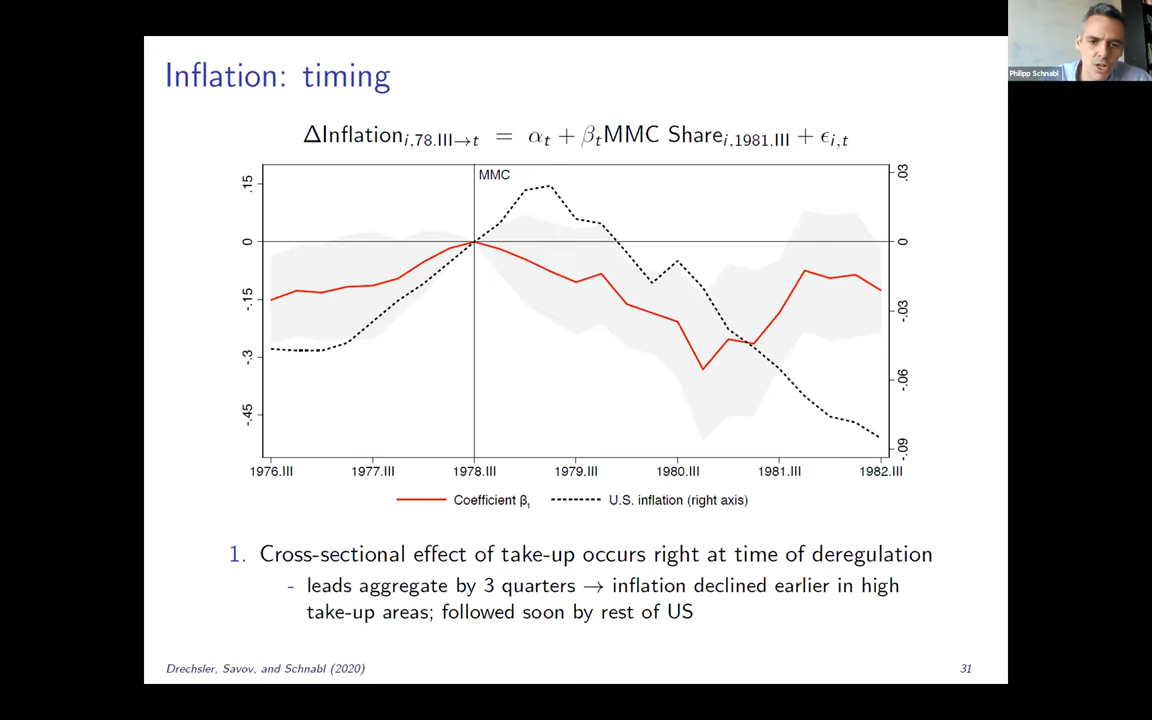 Philipp Schnabl
Inflation: timing
ΔInflation_{i,78.III→t} = α_t + β_t MMC Share_{i,1981.III} + ϵ_{i,t}
MMC
.15
0
-.15
-.3
-.45
.03
0
-.03
-.06
-.09
1976.III 1977.III 1978.III 1979.III 1980.III 1981.III 1982.III
Coefficient β_t U.S. inflation (right axis)
1. Cross-sectional effect of take-up occurs right at time of deregulation
- leads aggregate by 3 quarters → inflation declined earlier in high
take-up areas; followed soon by rest of US
Drechsler, Savov, and Schnabl (2020) 31